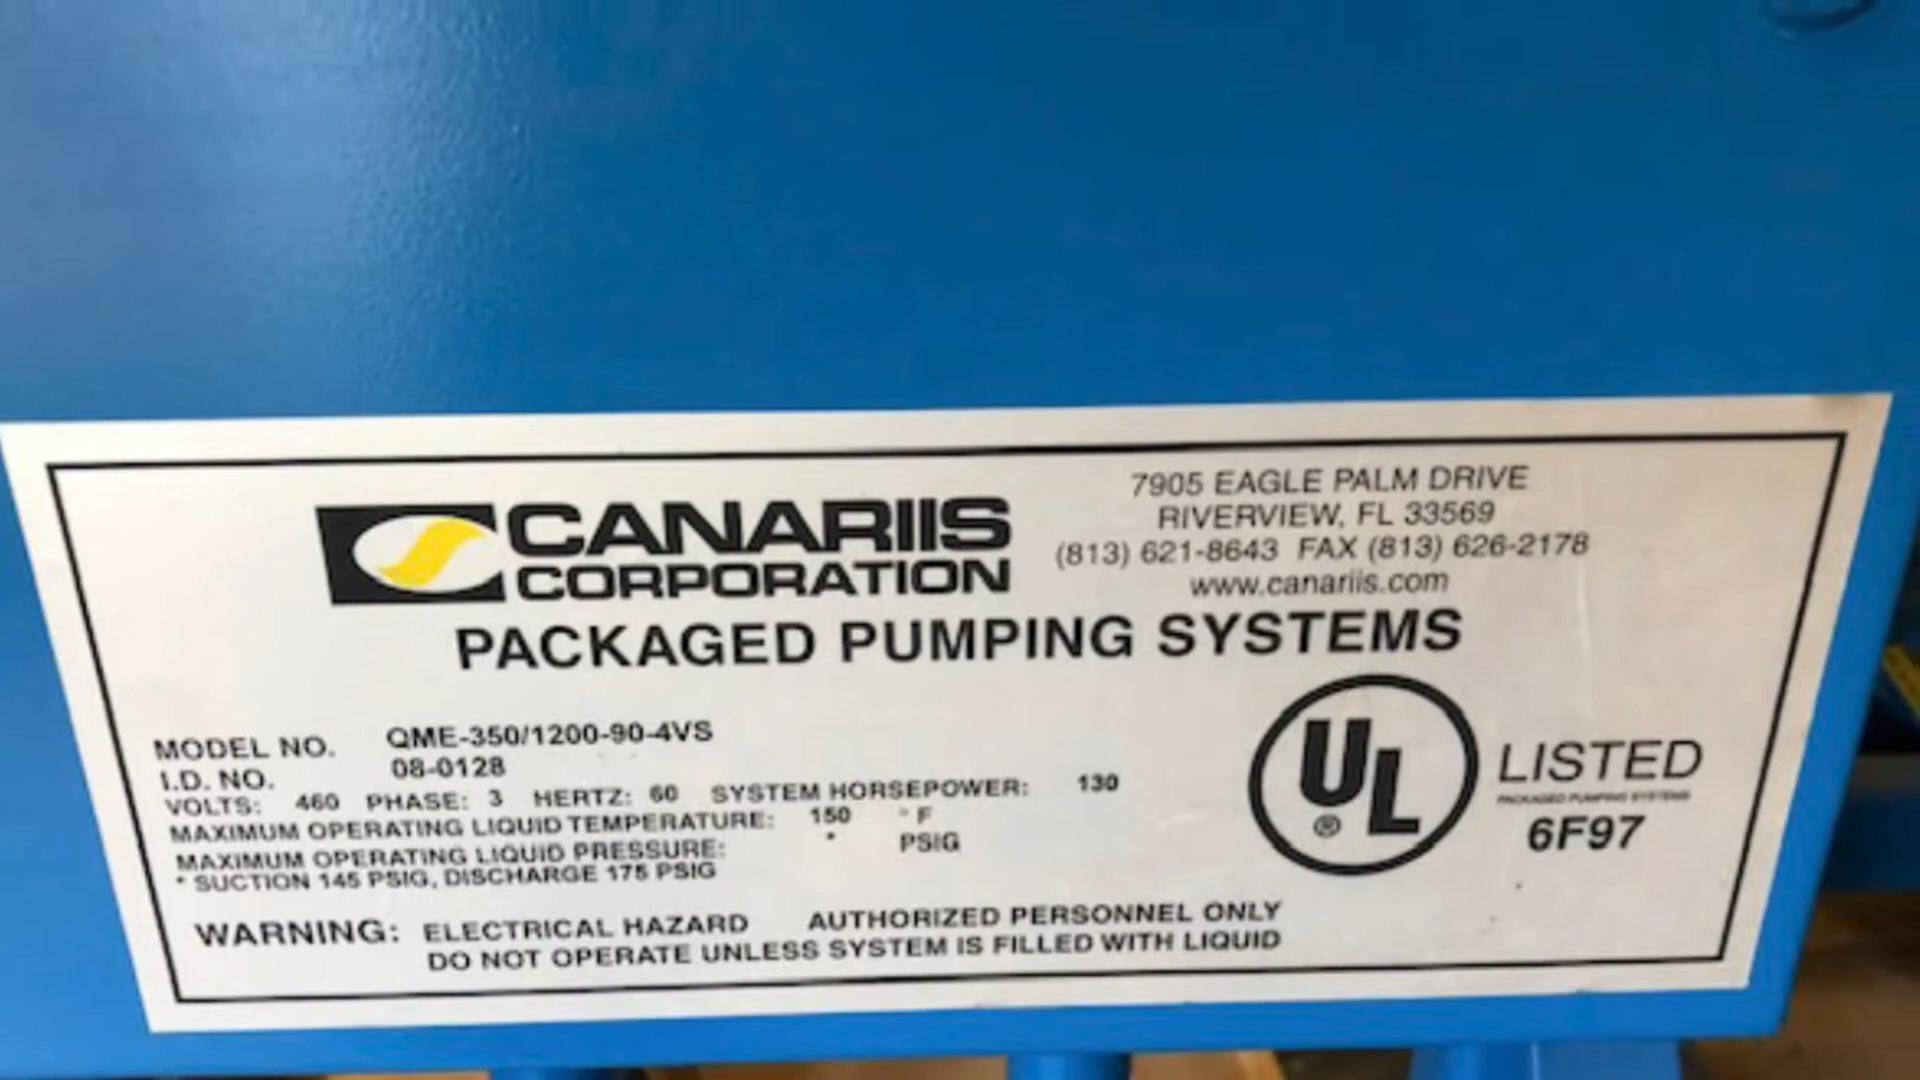 CANARIIS
CORPORATION
7905 EAGLE PALM DRIVE
RIVERVIEW, FL 33569
(813) 621-8643 FAX (813) 626-2178
www.canariis.com
PACKAGED PUMPING SYSTEMS
MODEL NO. QME-350/1200-90-4VS
I.D. NO. 08-0128
VOLTS: 460 PHASE: 3 HERTZ: 60 SYSTEM HORSEPOWER: 130
MAXIMUM OPERATING LIQUID TEMPERATURE: 150 °F
MAXIMUM OPERATING LIQUID PRESSURE: * PSIG
* SUCTION 145 PSIG, DISCHARGE 175 PSIG
UL ®
LISTED
PACKAGED PUMPING SYSTEMS
6F97
WARNING: ELECTRICAL HAZARD AUTHORIZED PERSONNEL ONLY
DO NOT OPERATE UNLESS SYSTEM IS FILLED WITH LIQUID